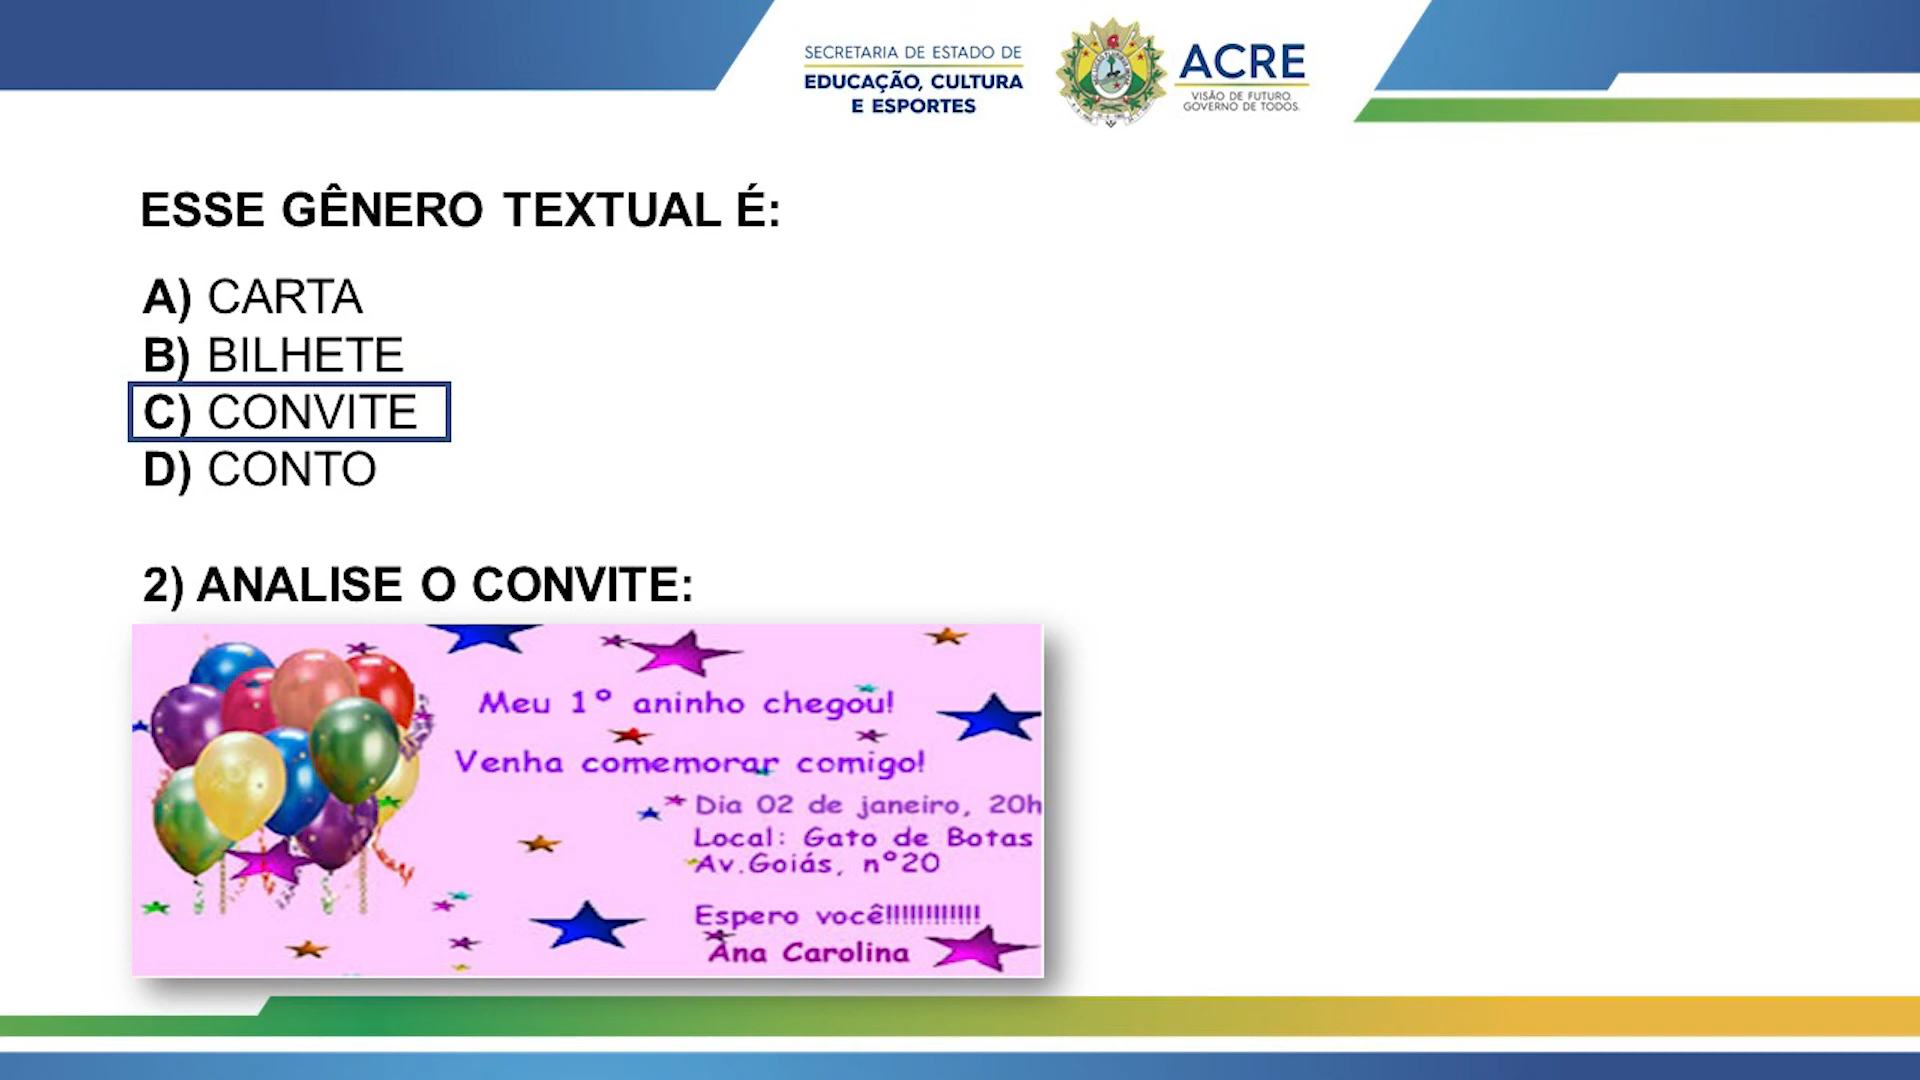 SECRETARIA DE ESTADO DE
EDUCAÇÃO, CULTURA
E ESPORTES
ACRE
VISÃO DE FUTURO.
GOVERNO DE TODOS.
ESSE GÊNERO TEXTUAL É:
A) CARTA
B) BILHETE
C) CONVITE
D) CONTO
2) ANALISE O CONVITE:
Meu 1º aninho chegou!
Venha comemorar comigo!
Dia 02 de janeiro, 20h
Local: Gato de Botas
Av.Goiás, nº20
Espero você!!!!!!!!!!!!!
Ana Carolina